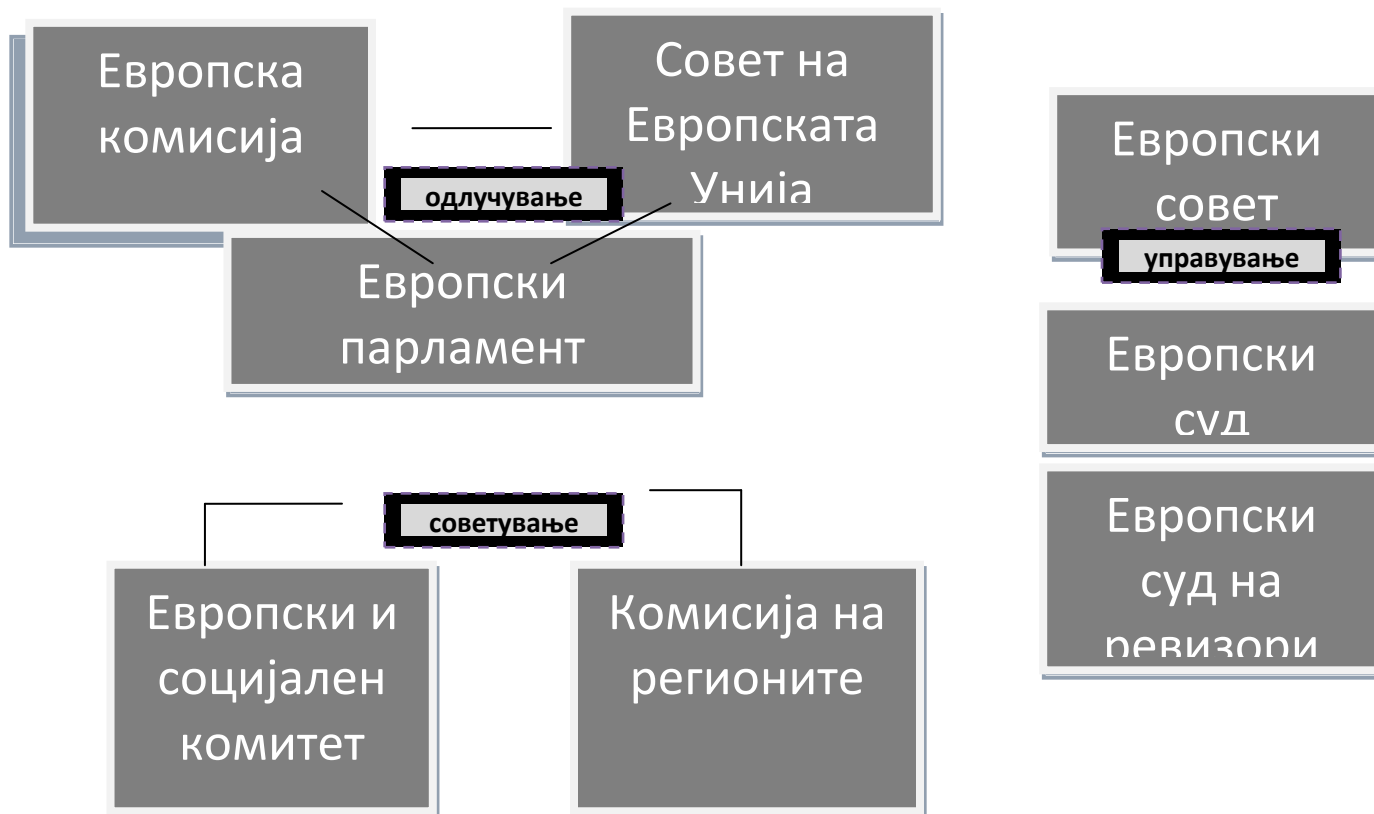 Европска
комисија
Совет на
Европската
Унија
одлучување
Европски
парламент
Европски
совет
управување
Европски
суд
Европски
суд на
ревизори
советување
Европски и
социјален
комитет
Комисија на
регионите